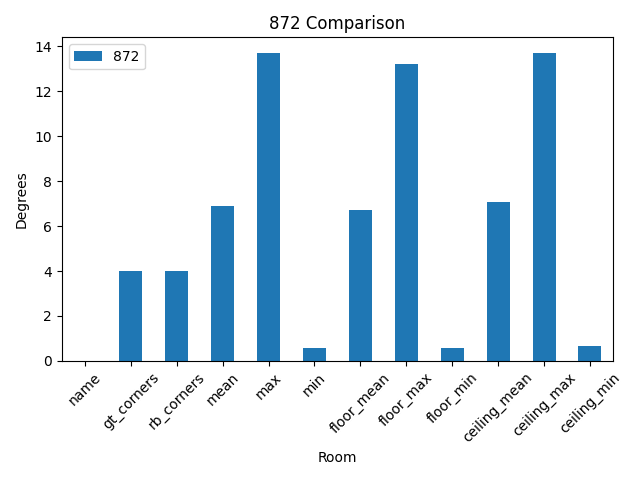 872 Comparison
872
Degrees
14
12
10
8
6
4
2
0
name
gt_corners
rb_corners
mean
max
min
floor_mean
floor_max
floor_min
ceiling_mean
ceiling_max
ceiling_min
Room